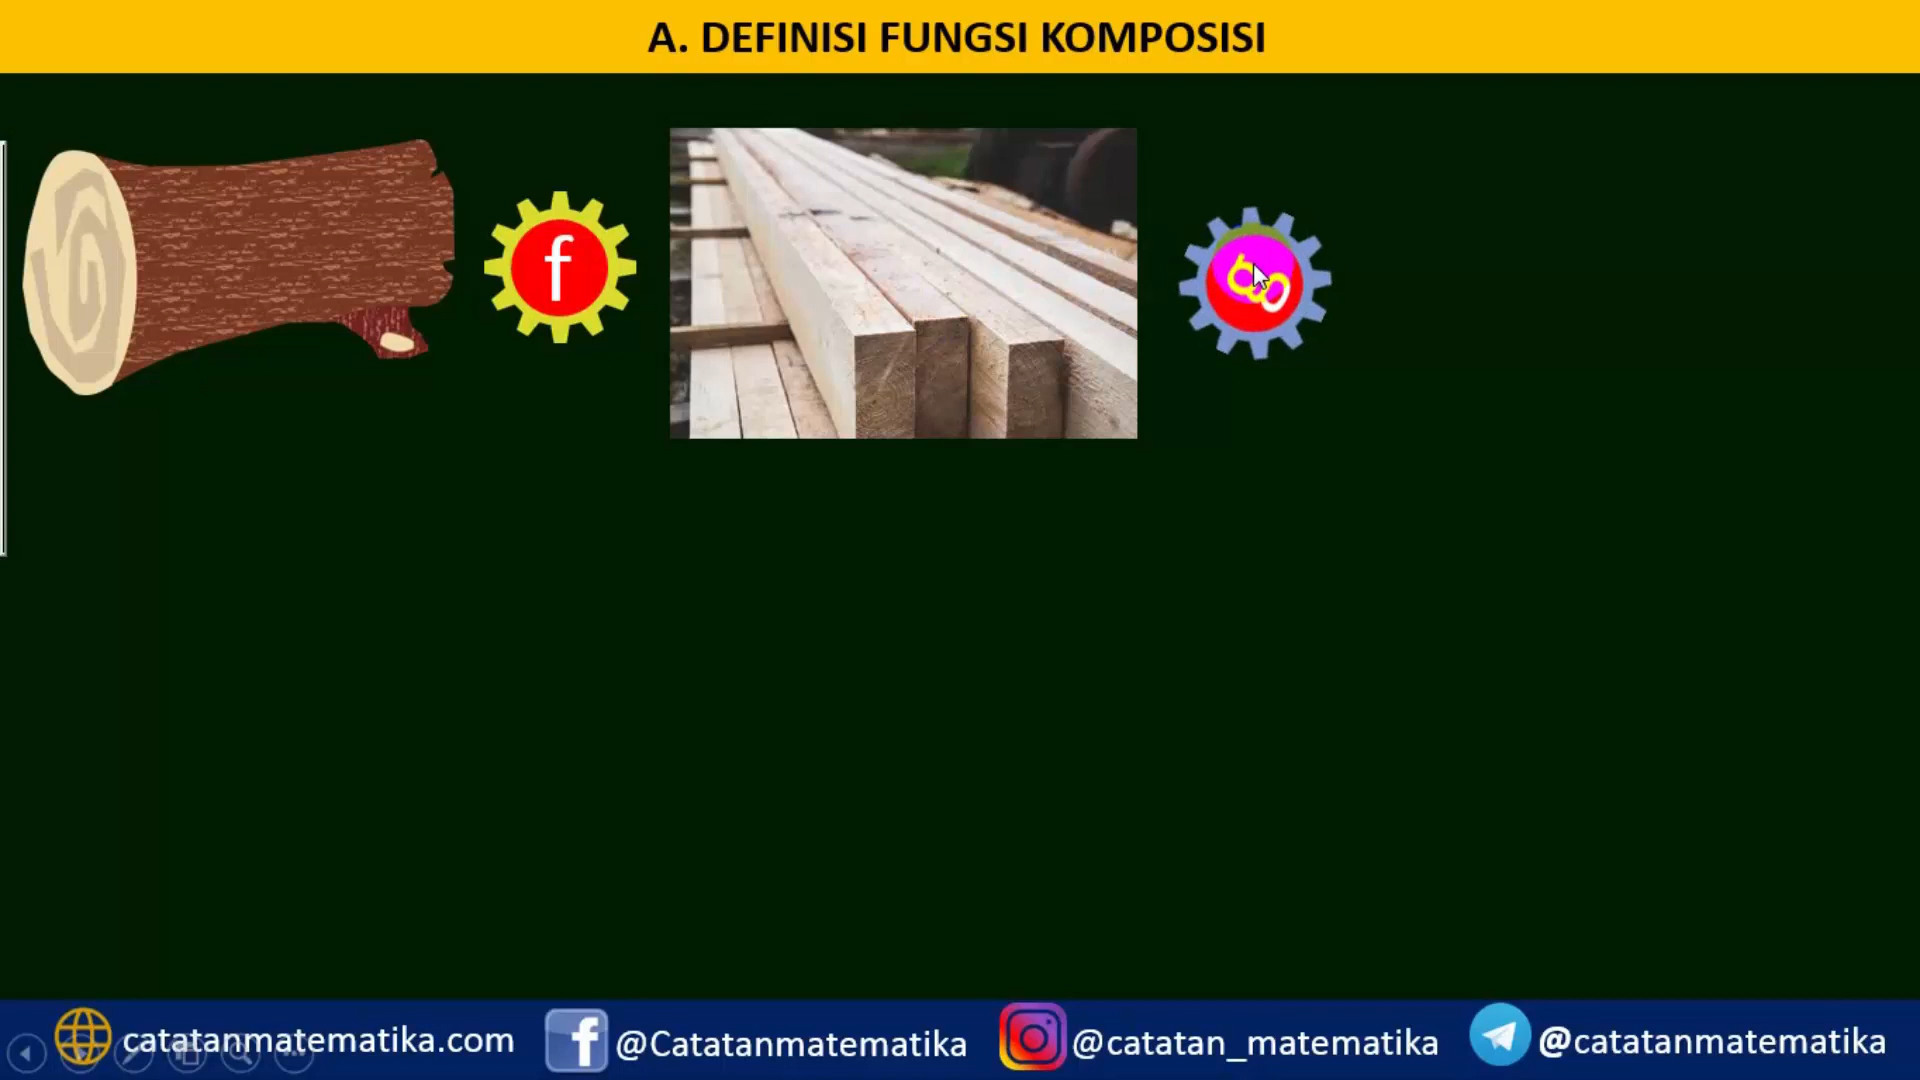 A. DEFINISI FUNGSI KOMPOSISI
f
catatanmatematika.com
@Catatanmatematika
@catatan_matematika
@catatanmatematika